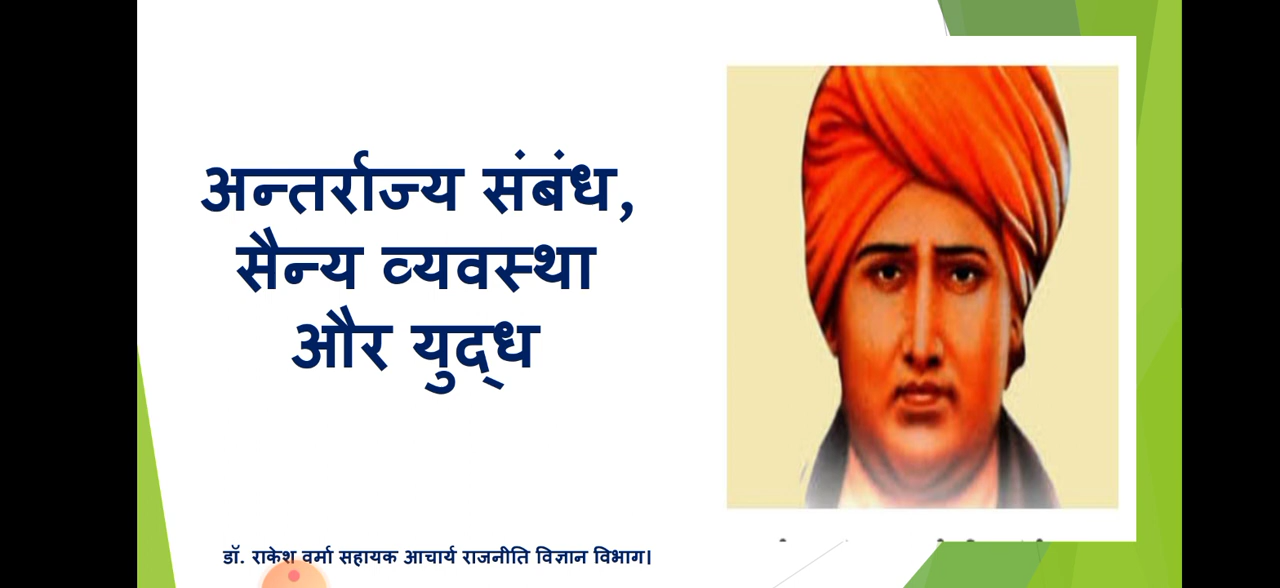 अन्तर्राज्य संबंध,
सैन्य व्यवस्था
और युद्ध
डॉ. राकेश वर्मा सहायक आचार्य राजनीति विज्ञान विभाग।